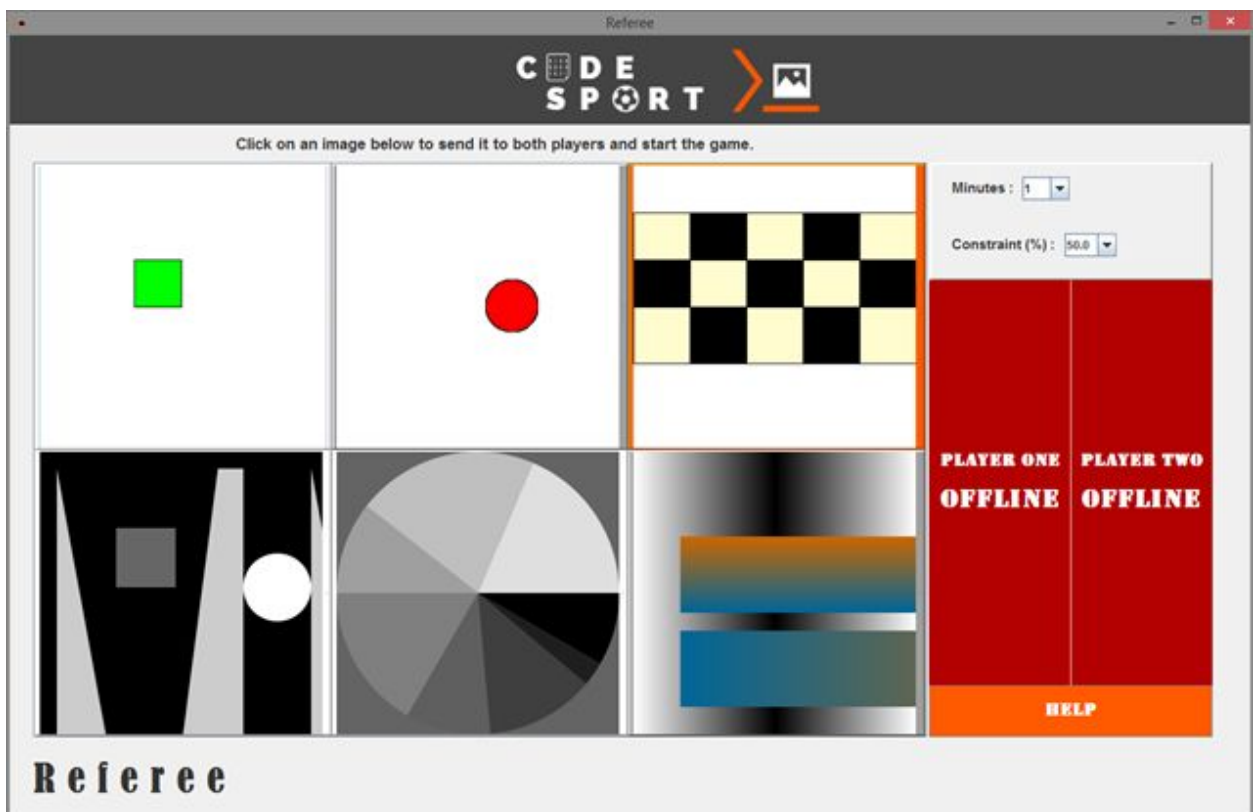 Referee
CODE
SPORT
Click on an image below to send it to both players and start the game.
Minutes : 1
Constraint (%) : 50.0
PLAYER ONE
OFFLINE
PLAYER TWO
OFFLINE
HELP
Referee